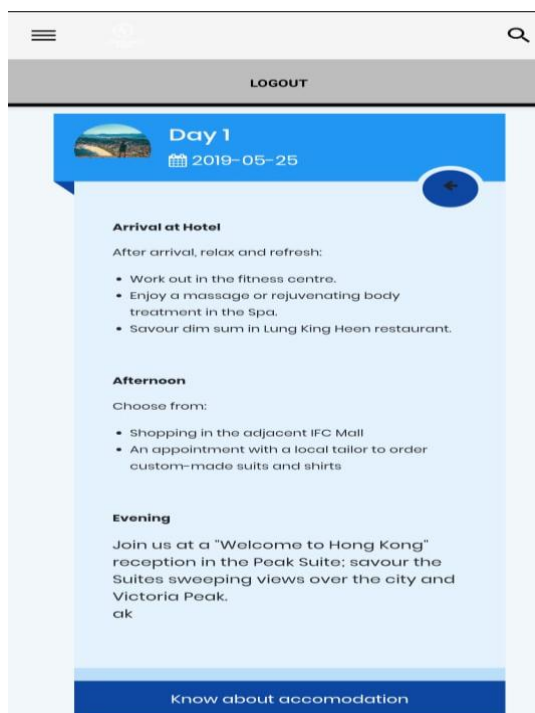 LOGOUT
Day 1
2019-05-25
Arrival at Hotel
After arrival, relax and refresh:
• Work out in the fitness centre.
• Enjoy a massage or rejuvenating body
treatment in the Spa.
• Savour dim sum in Lung King Heen restaurant.
Afternoon
Choose from:
• Shopping in the adjacent IFC Mall
• An appointment with a local tailor to order
custom-made suits and shirts
Evening
Join us at a "Welcome to Hong Kong"
reception in the Peak Suite; savour the
Suites sweeping views over the city and
Victoria Peak.
ak
Know about accomodation